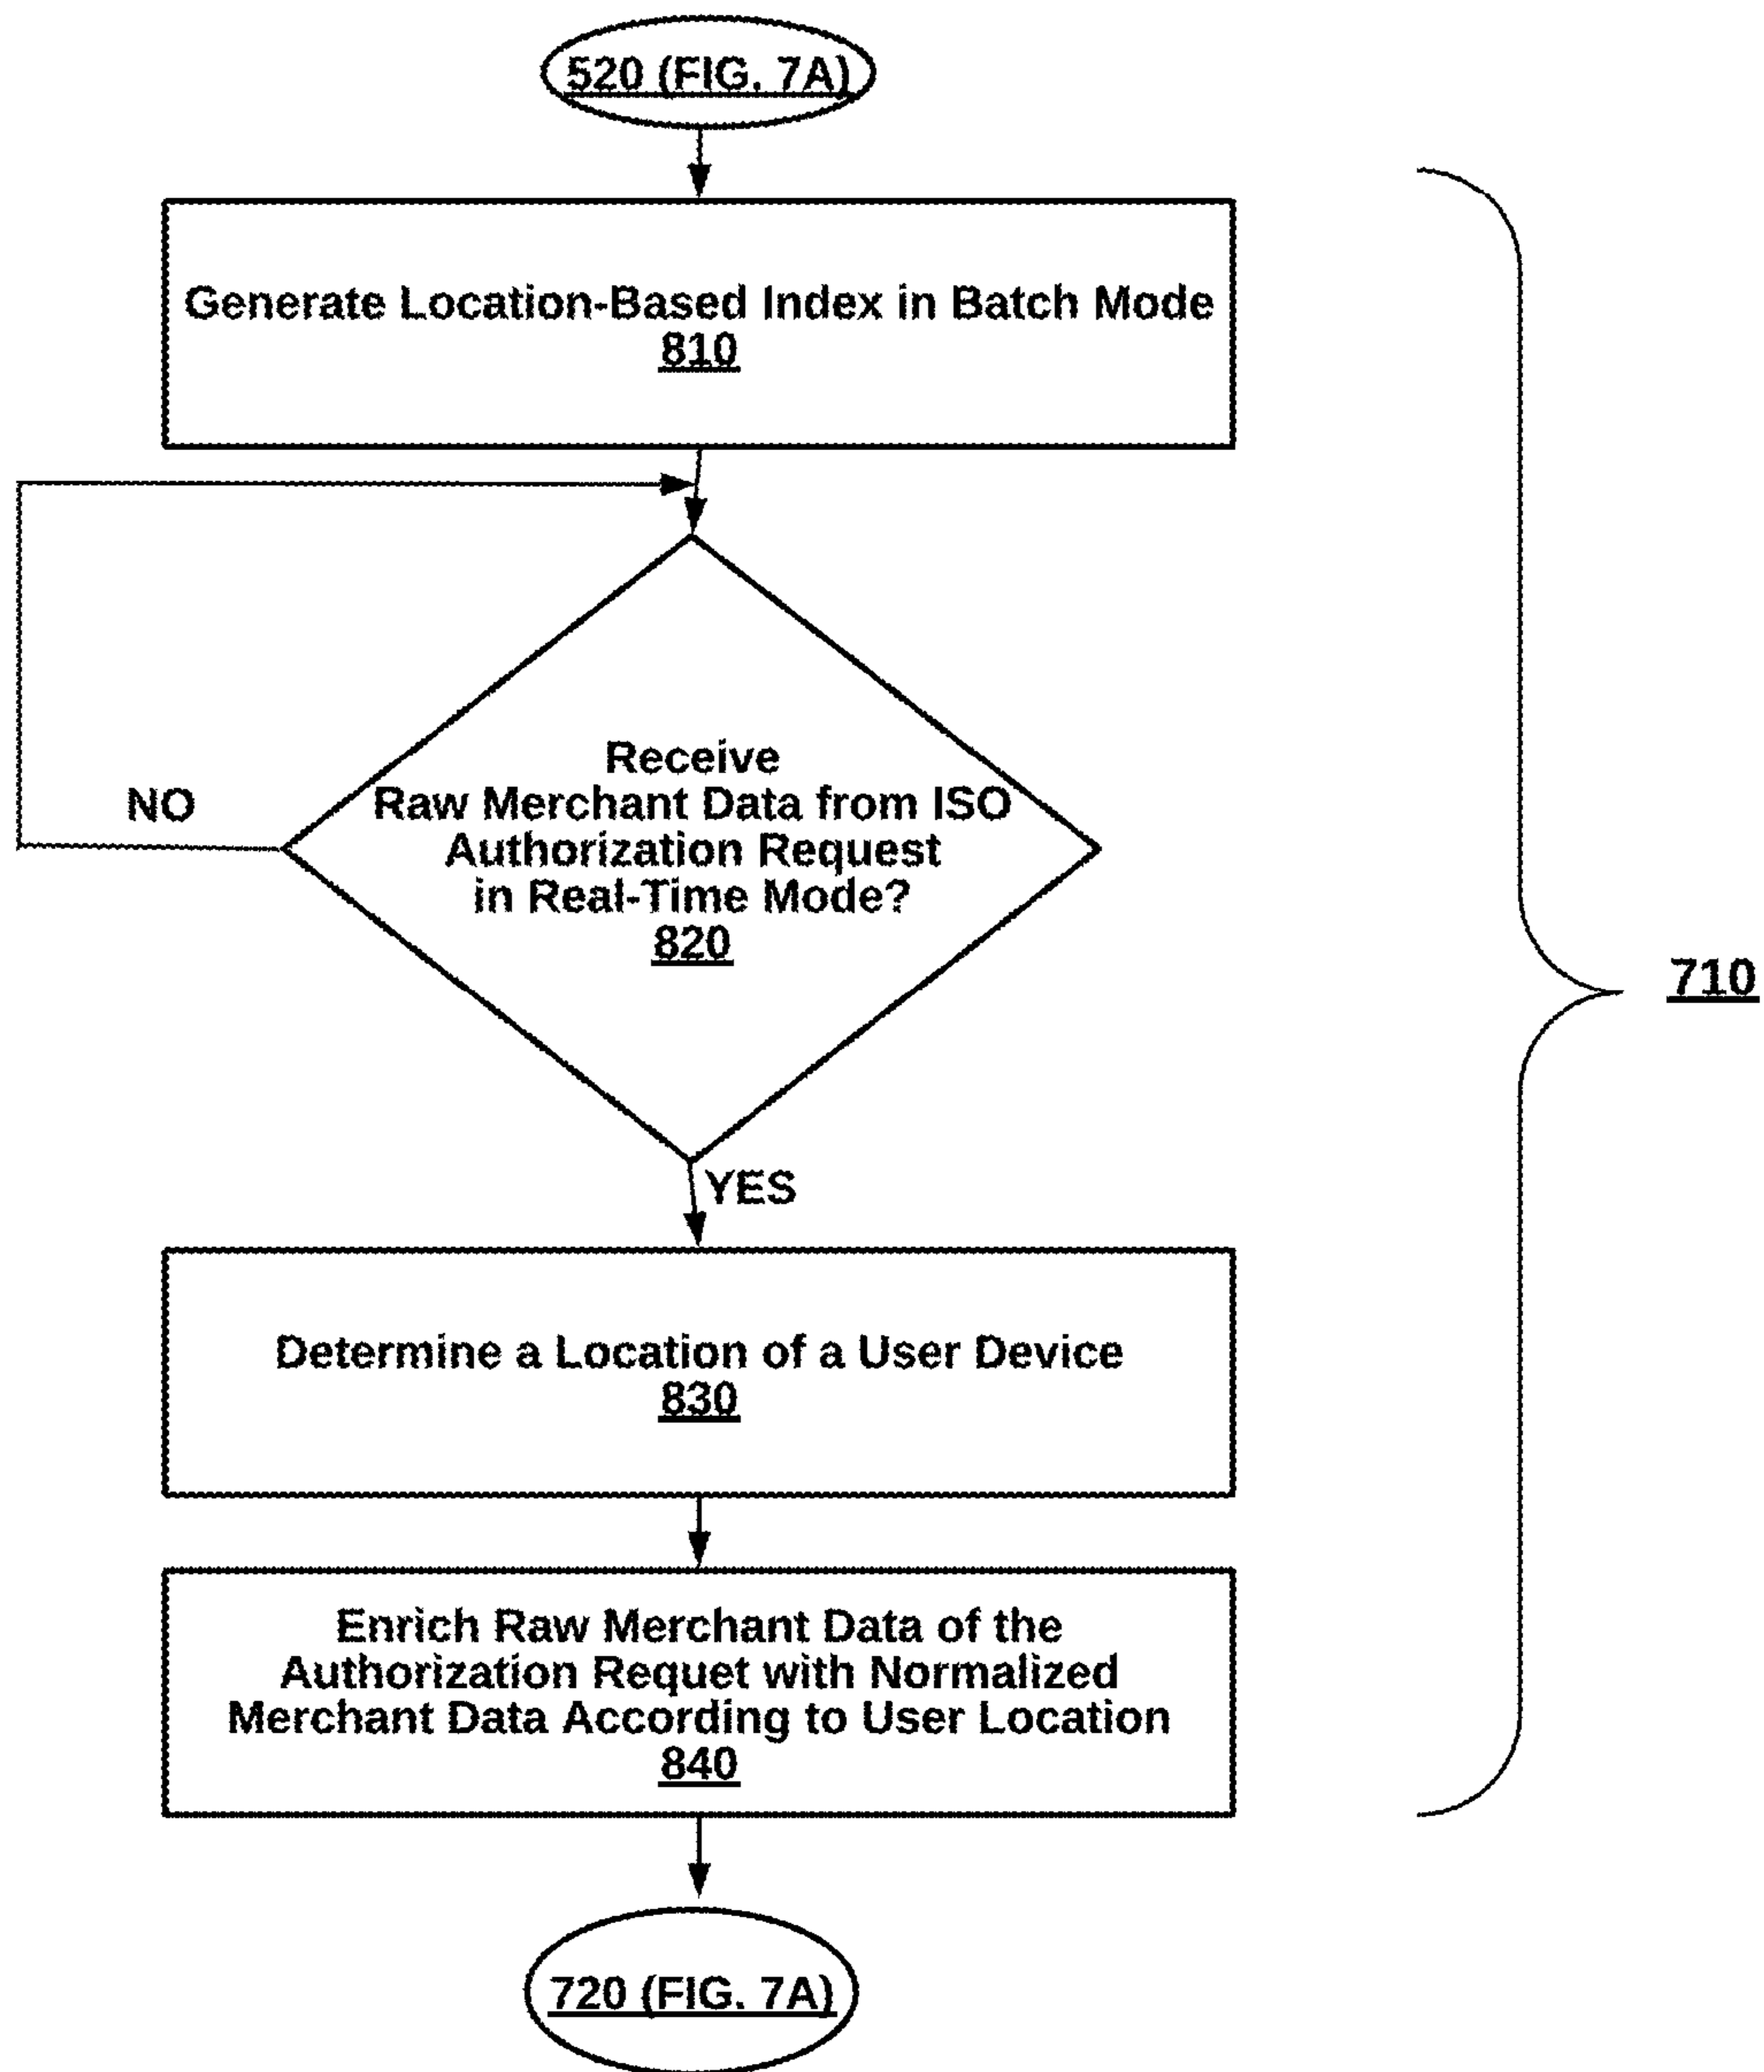 520 (FIG. 7A)
Generate Location-Based Index in Batch Mode
810
Receive
Raw Merchant Data from ISO
Authorization Request
in Real-Time Mode?
820
NO
710
YES
Determine a Location of a User Device
830
Enrich Raw Merchant Data of the
Authorization Requet with Normalized
Merchant Data According to User Location
840
720 (FIG. 7A)